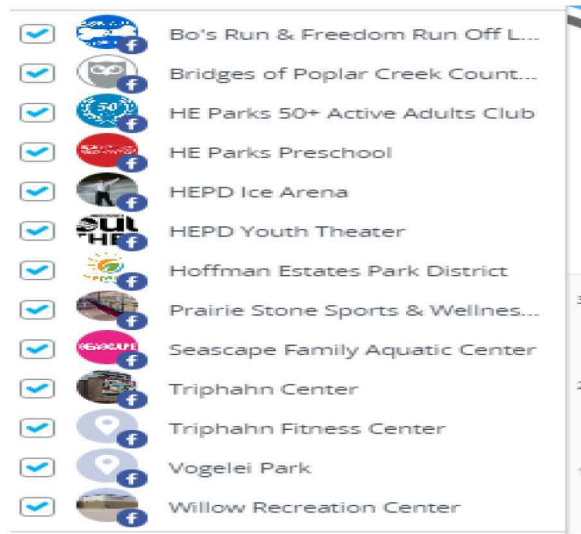 Bo's Run & Freedom Run Off L...
Bridges of Poplar Creek Count...
50+
HE Parks 50+ Active Adults Club
HE Parks Preschool
HEPD Ice Arena
HEPD Youth Theater
Hoffman Estates Park District
Prairie Stone Sports & Wellnes...
SEASCAPE
Seascape Family Aquatic Center
Triphahn Center
Triphahn Fitness Center
Vogelei Park
Willow Recreation Center